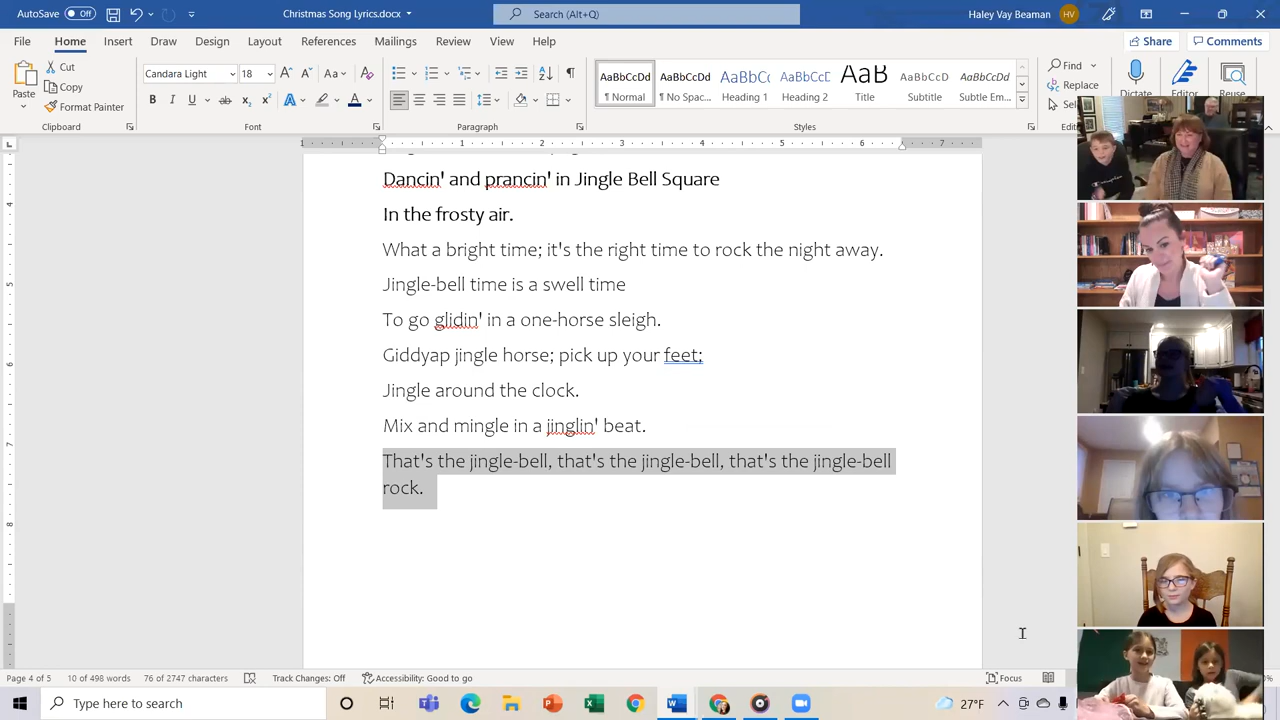 AutoSave
Off
Christmas Song Lyrics.docx
Search (Alt+Q)
Haley Vay Beaman
HV
File
Home
Insert
Draw
Design
Layout
References
Mailings
Review
View
Help
Share
Comments
Paste
Cut
Copy
Format Painter
Clipboard
Candara Light
18
Font
Paragraph
AaBbCcDd
¶ Normal
AaBbCcDd
¶ No Spac...
AaBbC
Heading 1
AaBbCcD
Heading 2
AaB
Title
AaBbCcD
Subtitle
AaBbCcDd
Subtle Em...
Styles
Find
Replace
Dictate
Dancin' and prancin' in Jingle Bell Square
In the frosty air.
What a bright time; it's the right time to rock the night away.
Jingle-bell time is a swell time
To go glidin' in a one-horse sleigh.
Giddyap jingle horse; pick up your feet;
Jingle around the clock.
Mix and mingle in a jinglin' beat.
That's the jingle-bell, that's the jingle-bell, that's the jingle-bell
rock.
Page 4 of 5
10 of 498 words
76 of 2747 characters
Track Changes: Off
Accessibility: Good to go
Focus
Type here to search
27°F